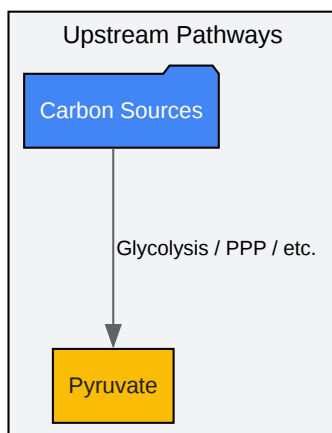 Upstream Pathways
Carbon Sources
Glycolysis / PPP / etc.
Pyruvate